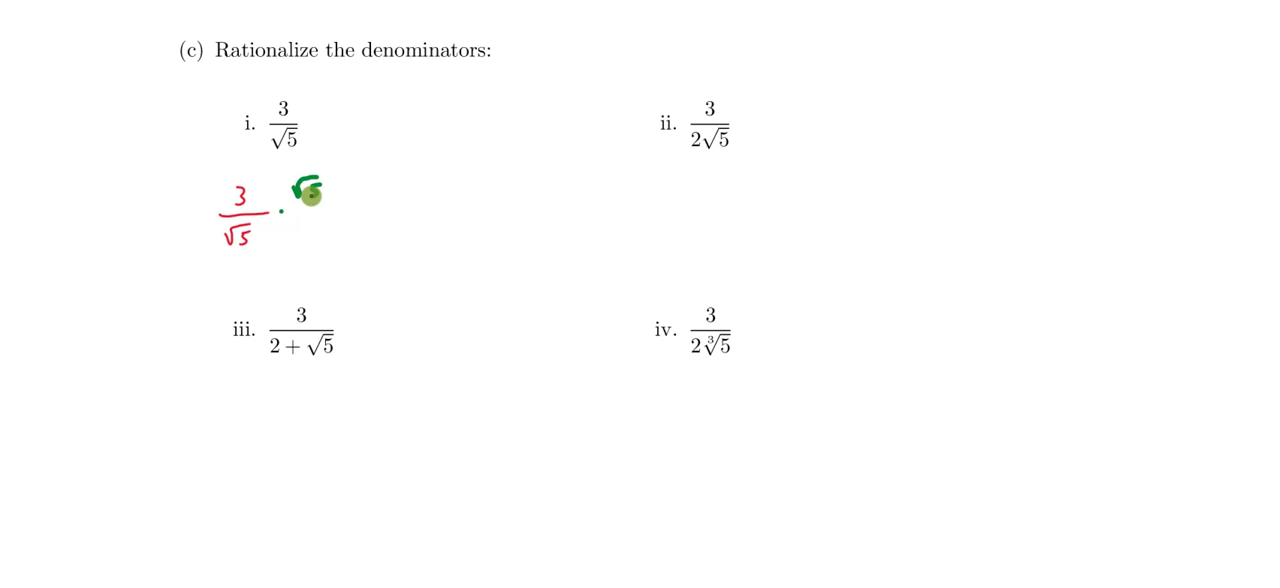 (c) Rationalize the denominators:
i. 3/√5
ii. 3/(2√5)
3/√5 · √5
iii. 3/(2 + √5)
iv. 3/(2∛5)